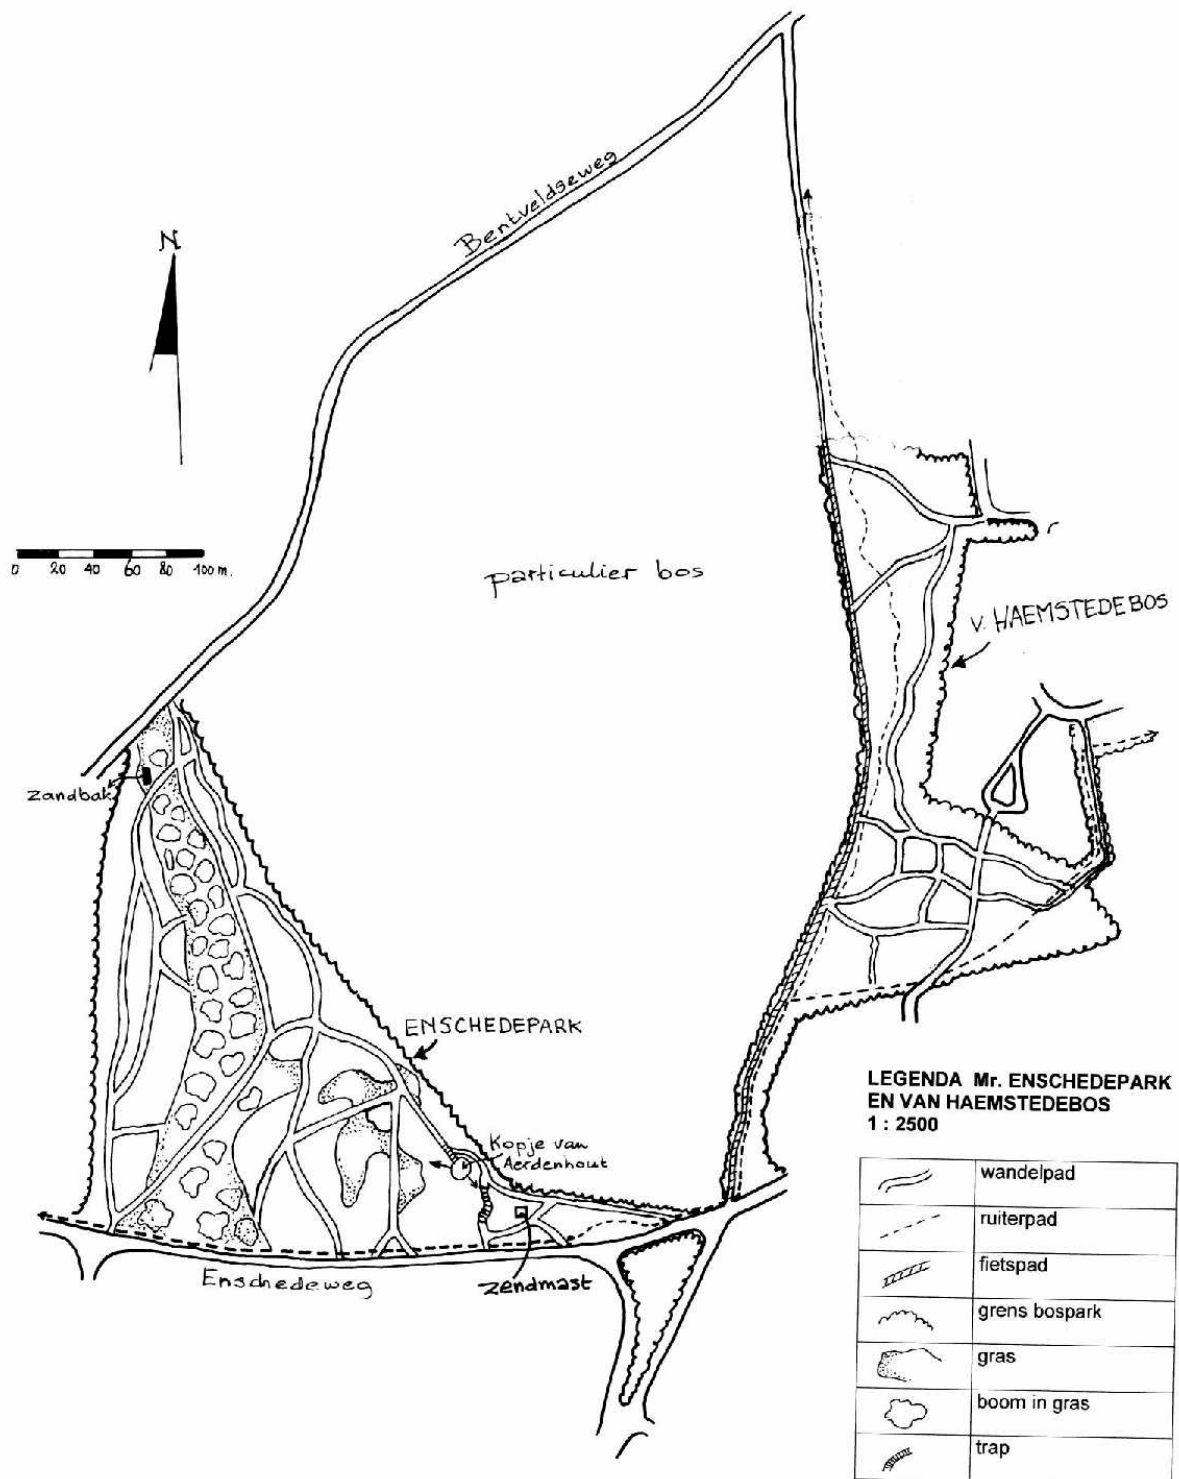 N
Bentveldseweg
0 20 40 60 80 100 m.
particulier bos
V. HAEMSTEDEBOS
zandbak
ENSCHEDEPARK
Kopje van
Aerdenhout
Enschedeweg
zendmast
LEGENDA Mr. ENSCHEDEPARK
EN VAN HAEMSTEDEBOS
1 : 2500
wandelpad
ruiterpad
fietspad
grens bospark
gras
boom in gras
trap